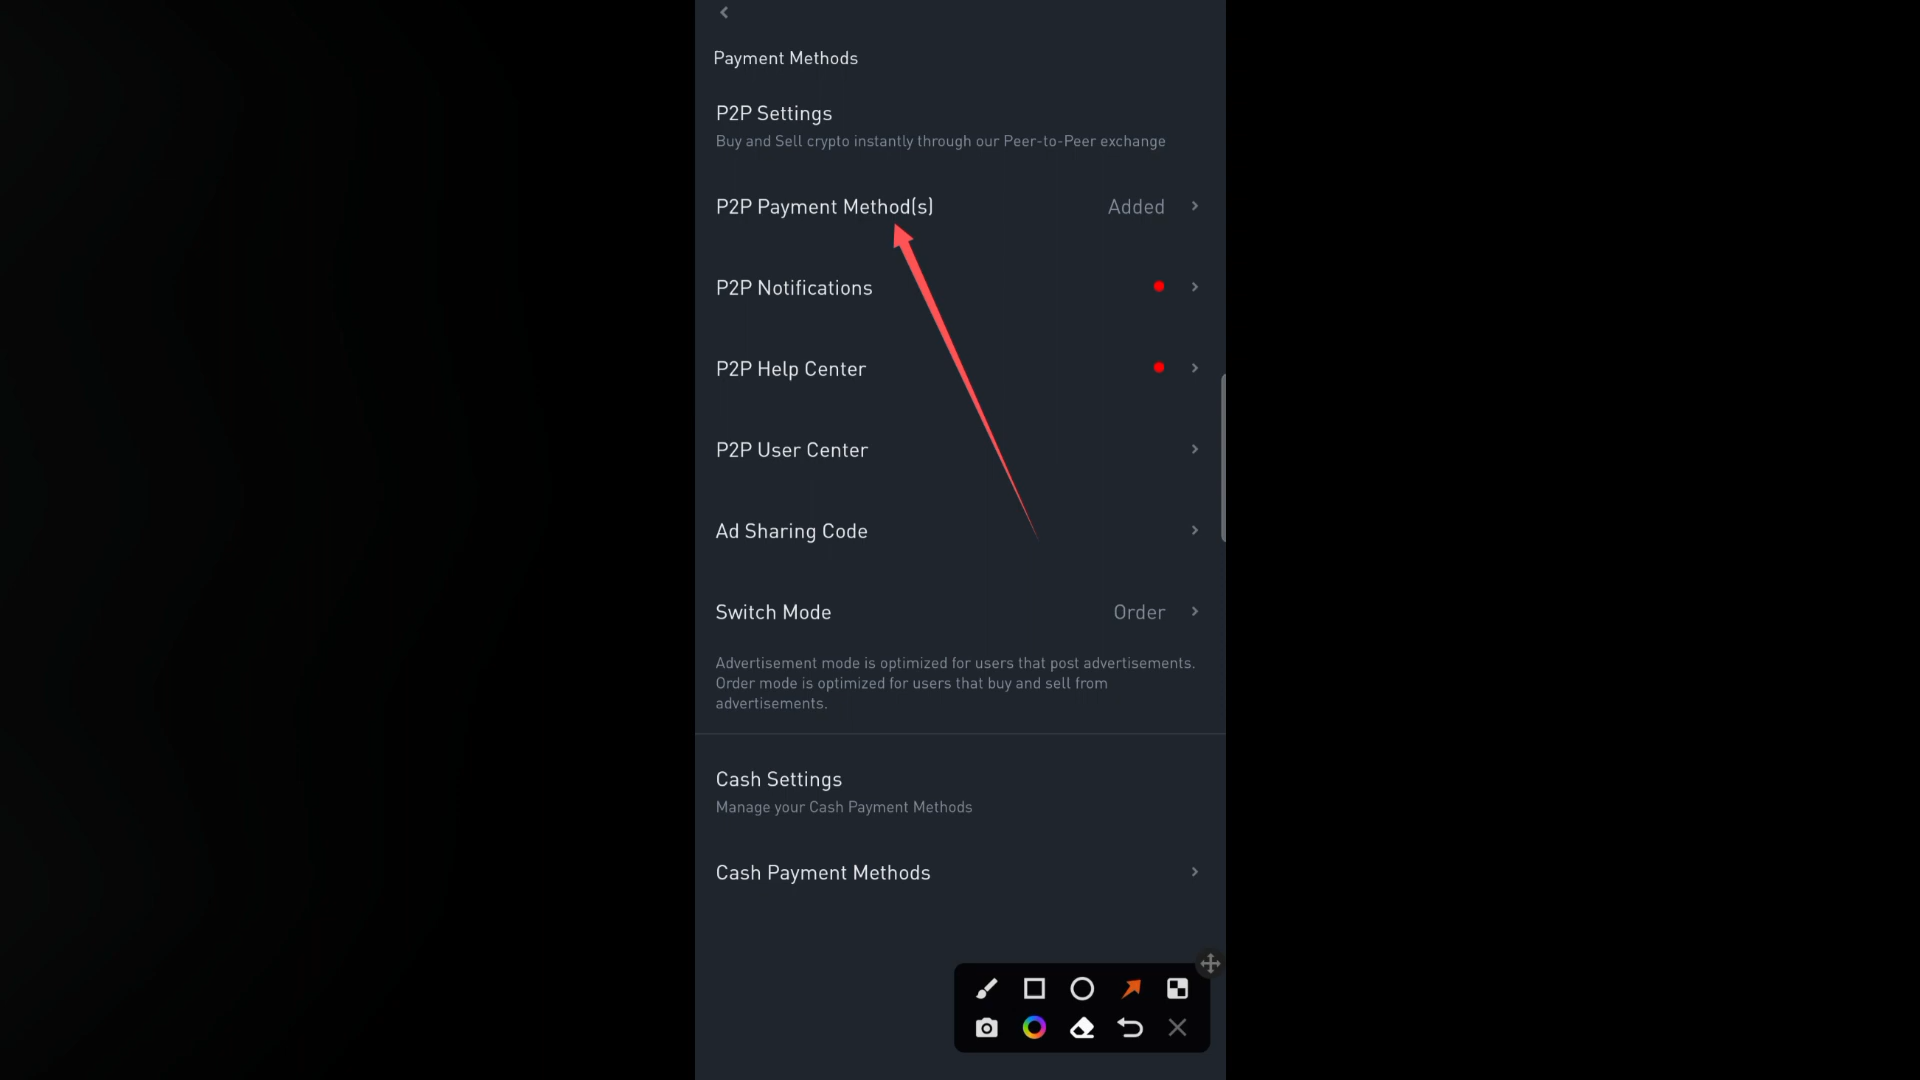 Payment Methods
P2P Settings
Buy and Sell crypto instantly through our Peer-to-Peer exchange
P2P Payment Method(s) Added
P2P Notifications
P2P Help Center
P2P User Center
Ad Sharing Code
Switch Mode Order
Advertisement mode is optimized for users that post advertisements.
Order mode is optimized for users that buy and sell from
advertisements.
Cash Settings
Manage your Cash Payment Methods
Cash Payment Methods